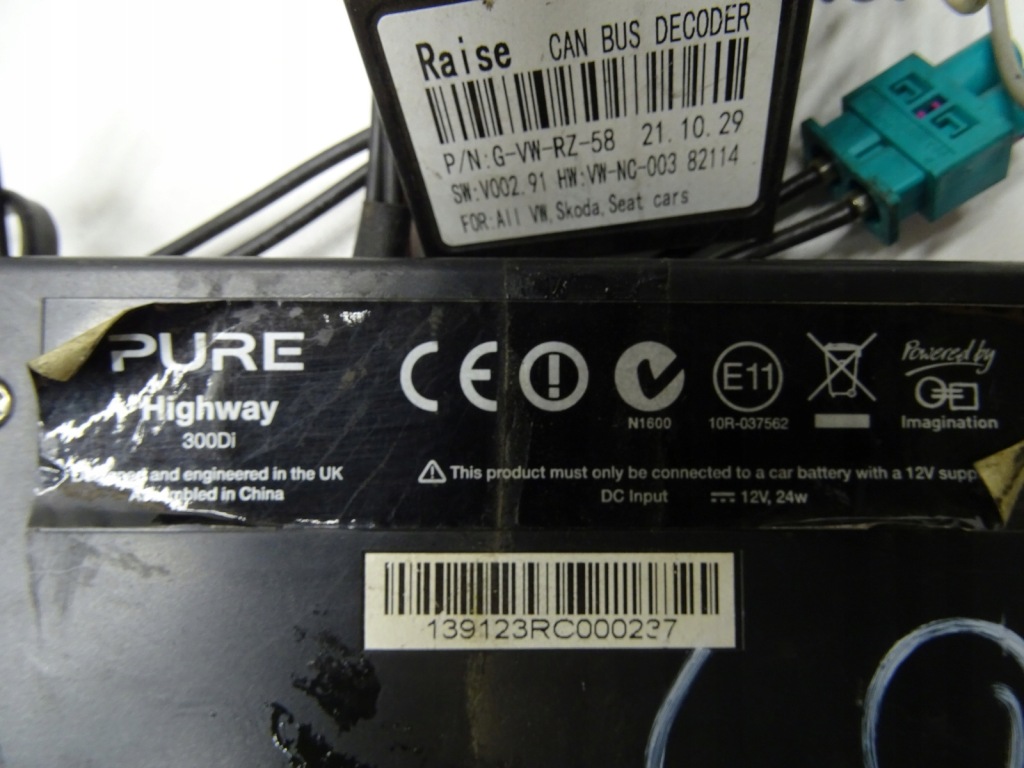 Raise CAN BUS DECODER
P/N:G-VW-RZ-58 21.10.29
SW:V002.91 HW:VW-NC-003 82114
FOR:All VW,Skoda,Seat cars
PURE
Highway
300Di
and engineered in the UK
in China
CE
N1600
E11
10R-037562
Powered by
Imagination
This product must only be connected to a car battery with a 12V
DC Input 12V, 24w
139123RC000237